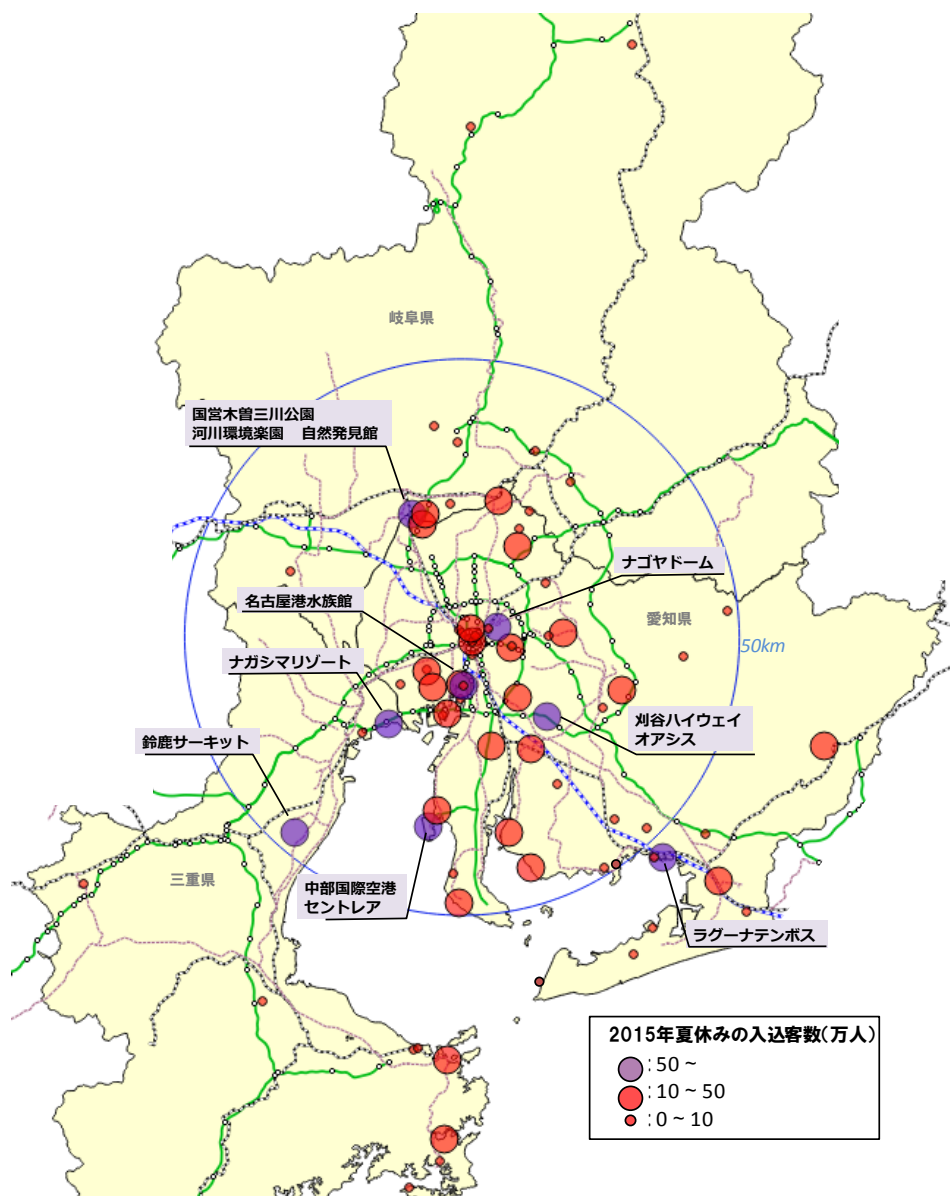 岐阜県
国営木曽三川公園
河川環境楽園　自然発見館
ナゴヤドーム
名古屋港水族館
愛知県
50km
ナガシマリゾート
刈谷ハイウェイ
オアシス
鈴鹿サーキット
三重県
中部国際空港
セントレア
ラグーナテンボス
2015年夏休みの入込客数(万人)
:50 ~
:10 ~ 50
:0 ~ 10